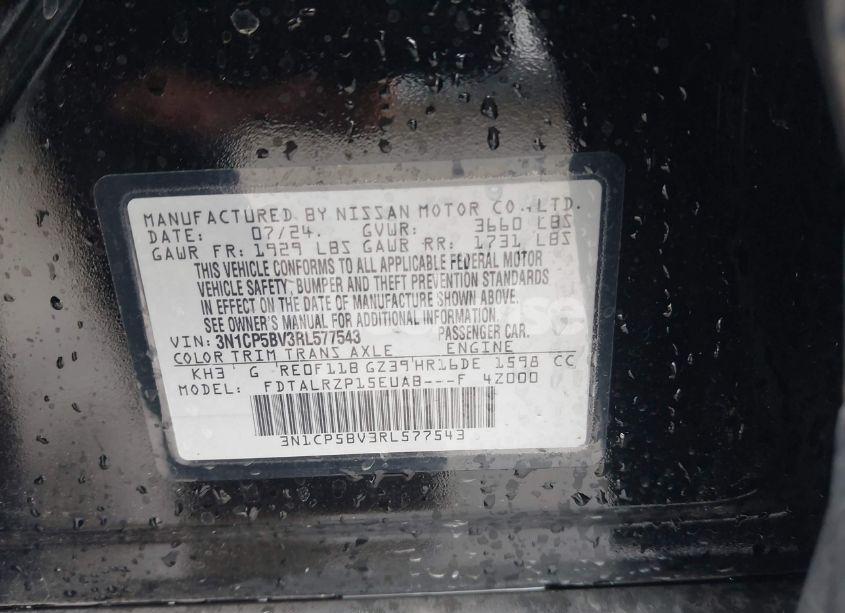 MANUFACTURED BY NISSAN MOTOR CO.,LTD.
DATE: 07/24. GVWR: 3660 LBS
GAWR FR: 1929 LBS GAWR RR: 1731 LBS
THIS VEHICLE CONFORMS TO ALL APPLICABLE FEDERAL MOTOR
VEHICLE SAFETY, BUMPER AND THEFT PREVENTION STANDARDS
IN EFFECT ON THE DATE OF MANUFACTURE SHOWN ABOVE.
SEE OWNER'S MANUAL FOR ADDITIONAL INFORMATION.
VIN: 3N1CP5BV3RL577543 PASSENGER CAR.
COLOR TRIM TRANS AXLE ENGINE
KH3 G RE0F11B GZ39 HR16DE 1598 CC
MODEL: FDTALRZP15EUAB---F 4Z000
3N1CP5BV3RL577543